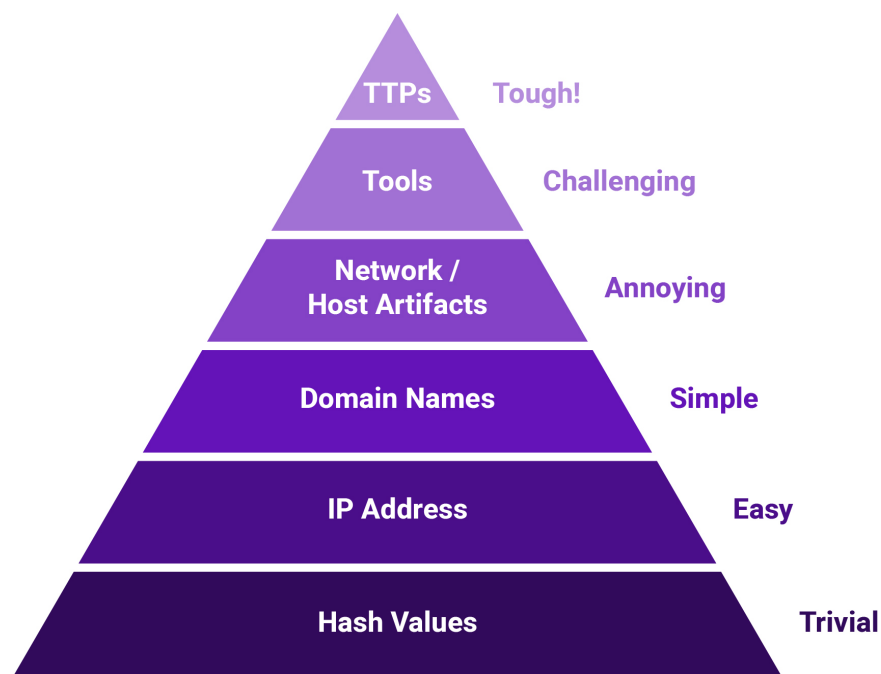 TTPs
Tough!
Tools
Challenging
Network /
Host Artifacts
Annoying
Domain Names
Simple
IP Address
Easy
Hash Values
Trivial